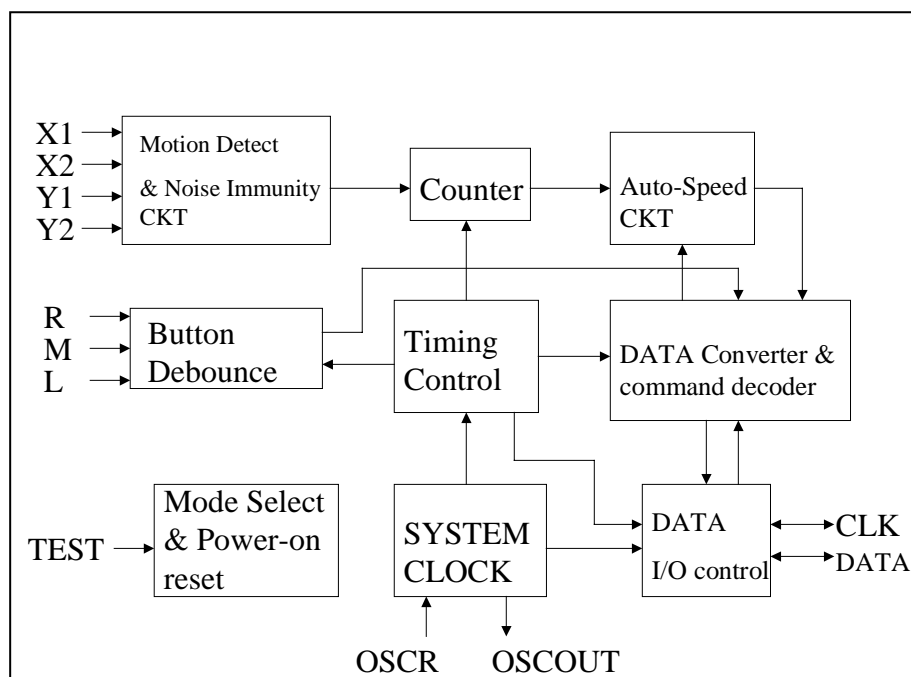 X1
X2
Y1
Y2
Motion Detect
& Noise Immunity
CKT
Counter
Auto-Speed
CKT
R
M
L
Button
Debounce
Timing
Control
DATA Converter &
command decoder
TEST
Mode Select
& Power-on
reset
SYSTEM
CLOCK
DATA
I/O control
CLK
DATA
OSCR
OSCOUT